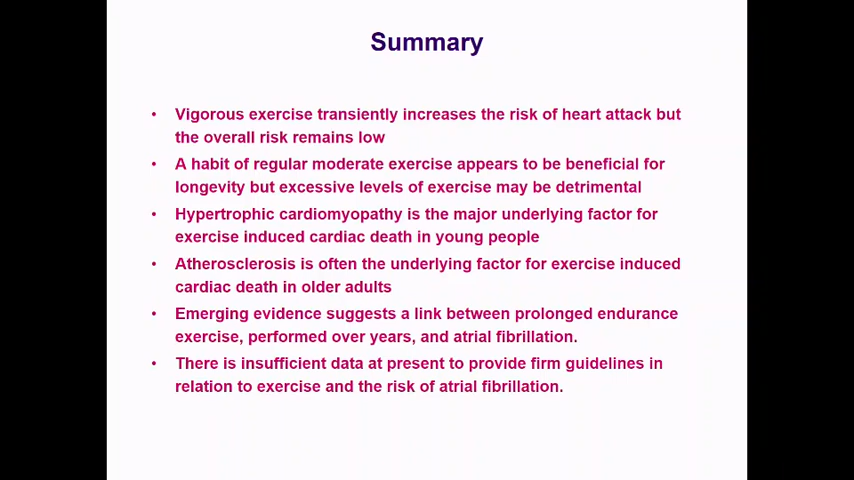 Summary
• Vigorous exercise transiently increases the risk of heart attack but
the overall risk remains low
• A habit of regular moderate exercise appears to be beneficial for
longevity but excessive levels of exercise may be detrimental
• Hypertrophic cardiomyopathy is the major underlying factor for
exercise induced cardiac death in young people
• Atherosclerosis is often the underlying factor for exercise induced
cardiac death in older adults
• Emerging evidence suggests a link between prolonged endurance
exercise, performed over years, and atrial fibrillation.
• There is insufficient data at present to provide firm guidelines in
relation to exercise and the risk of atrial fibrillation.